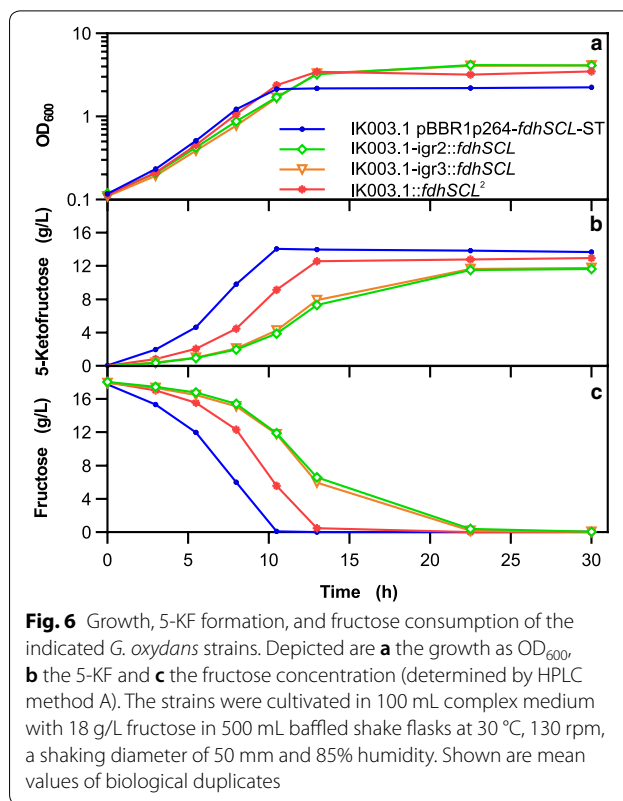 a
OD600
1
0.1
IK003.1 pBBR1p264-fdhSCL-ST
IK003.1-igr2::fdhSCL
IK003.1-igr3::fdhSCL
IK003.1::fdhSCL²
b
5-Ketofructose (g/L)
16
12
8
4
0
c
Fructose (g/L)
16
12
8
4
0
0 5 10 15 20 25 30
Time (h)
Fig. 6 Growth, 5-KF formation, and fructose consumption of the
indicated G. oxydans strains. Depicted are a the growth as OD600,
b the 5-KF and c the fructose concentration (determined by HPLC
method A). The strains were cultivated in 100 mL complex medium
with 18 g/L fructose in 500 mL baffled shake flasks at 30 °C, 130 rpm,
a shaking diameter of 50 mm and 85% humidity. Shown are mean
values of biological duplicates